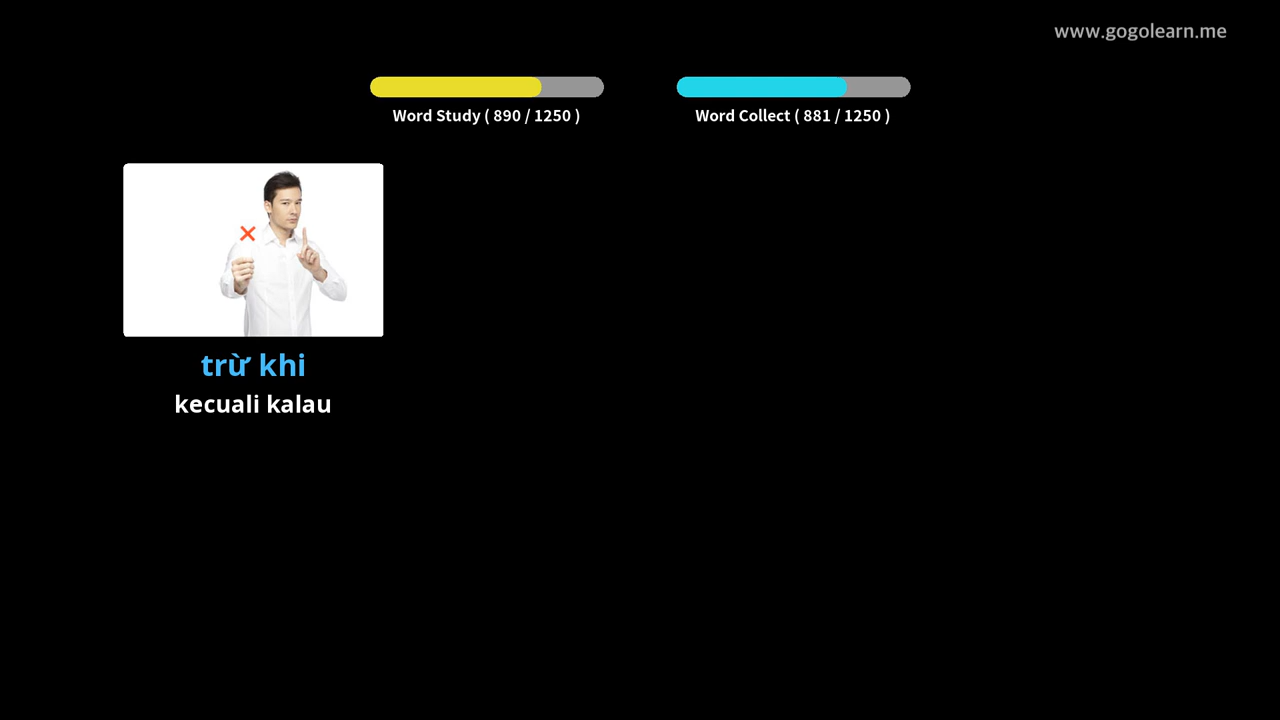 www.gogolearn.me
Word Study ( 890 / 1250 )
Word Collect ( 881 / 1250 )
trừ khi
kecuali kalau